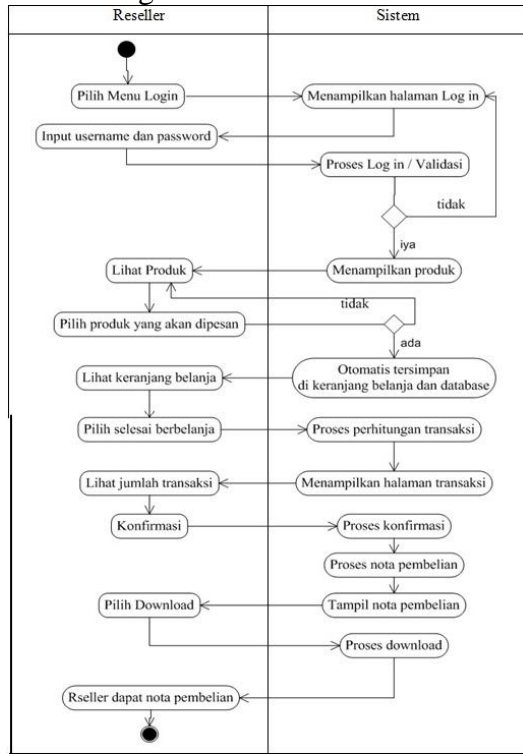 Reseller
Sistem
Pilih Menu Login
Menampilkan halaman Log in
Input username dan password
Proses Log in / Validasi
tidak
iya
Lihat Produk
Menampilkan produk
tidak
Pilih produk yang akan dipesan
ada
Otomatis tersimpan
di keranjang belanja dan database
Lihat keranjang belanja
Pilih selesai berbelanja
Proses perhitungan transaksi
Lihat jumlah transaksi
Menampilkan halaman transaksi
Konfirmasi
Proses konfirmasi
Proses nota pembelian
Pilih Download
Tampil nota pembelian
Proses download
Rseller dapat nota pembelian